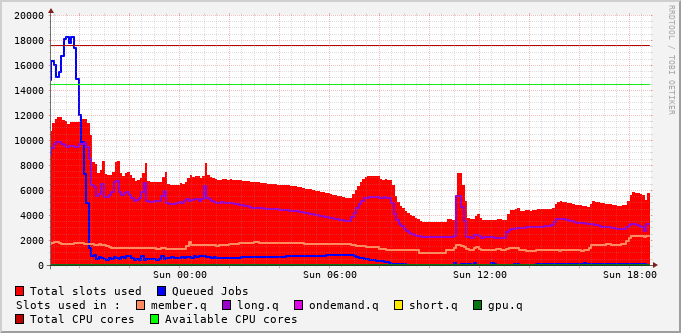 RRDTOOL / TOBI OETIKER
20000
18000
16000
14000
12000
10000
8000
6000
4000
2000
0
Sun 00:00 Sun 06:00 Sun 12:00 Sun 18:00
Total slots used Queued Jobs
Slots used in : member.q long.q ondemand.q short.q gpu.q
Total CPU cores Available CPU cores